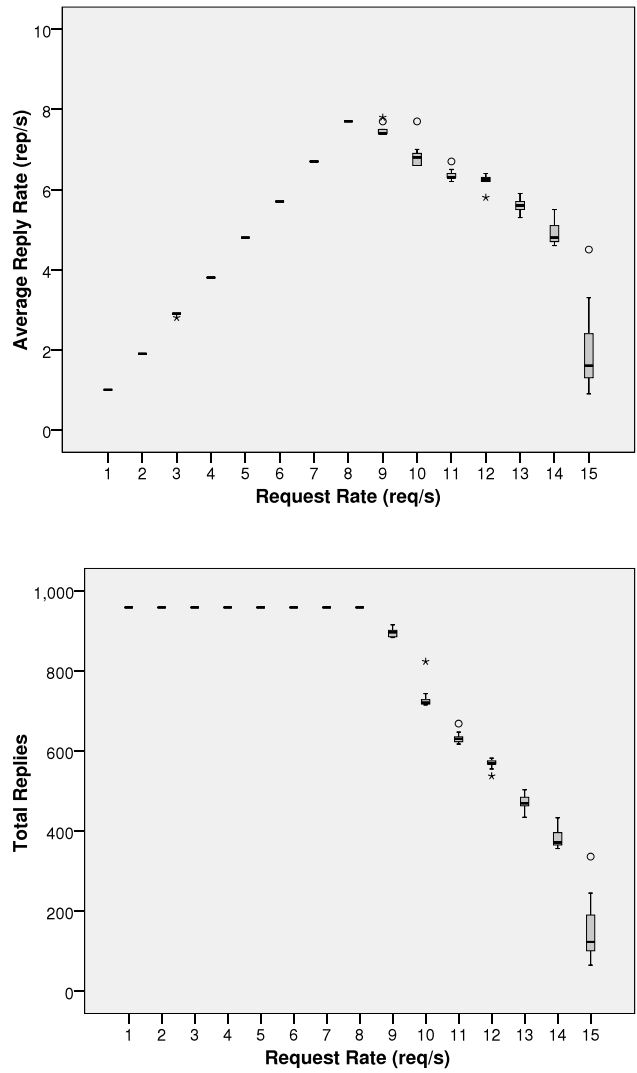 10
8
6
4
2
0
Average Reply Rate (rep/s)
1 2 3 4 5 6 7 8 9 10 11 12 13 14 15
Request Rate (req/s)
1,000
800
600
400
200
0
Total Replies
1 2 3 4 5 6 7 8 9 10 11 12 13 14 15
Request Rate (req/s)